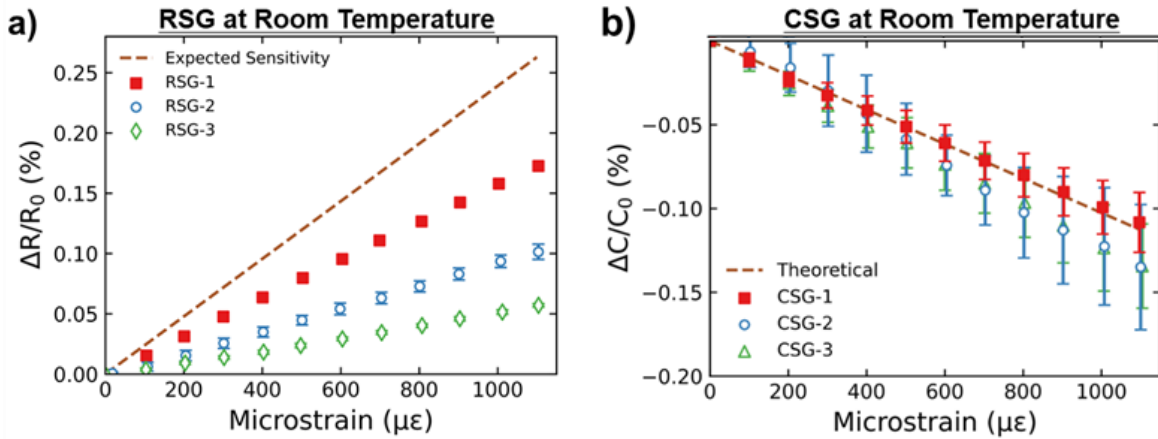 a)
RSG at Room Temperature
Expected Sensitivity
RSG-1
RSG-2
RSG-3
ΔR/R₀ (%)
0.25
0.20
0.15
0.10
0.05
0.00
0 200 400 600 800 1000
Microstrain (με)
b)
CSG at Room Temperature
ΔC/C₀ (%)
−0.05
−0.10
−0.15
−0.20
Theoretical
CSG-1
CSG-2
CSG-3
0 200 400 600 800 1000
Microstrain (με)